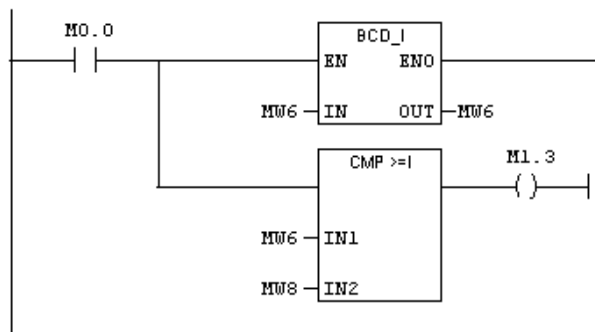 M0.0
BCD_I
EN ENO
MW6 IN OUT MW6
CMP >=I
M1.3
MW6 IN1
MW8 IN2